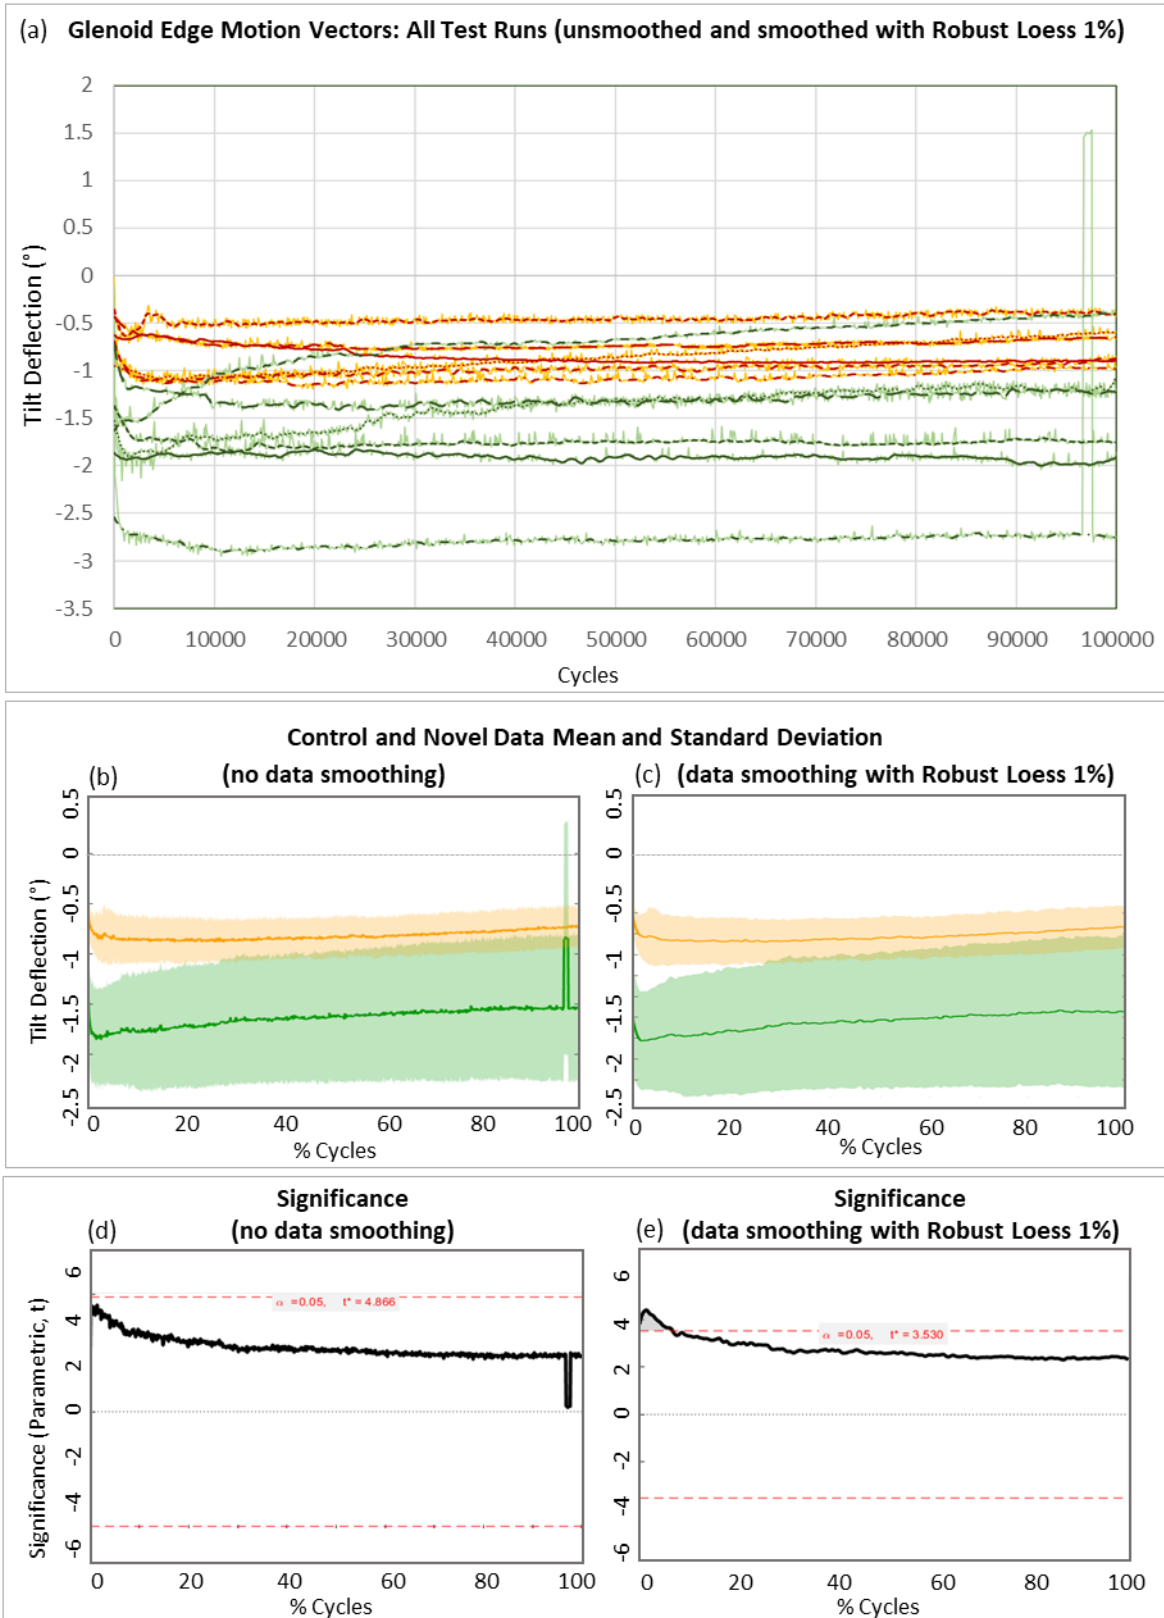 (a) Glenoid Edge Motion Vectors: All Test Runs (unsmoothed and smoothed with Robust Loess 1%)
2
1.5
1
0.5
0
-0.5
-1
-1.5
-2
-2.5
-3
-3.5
Tilt Deflection (°)
0 10000 20000 30000 40000 50000 60000 70000 80000 90000 100000
Cycles
Control and Novel Data Mean and Standard Deviation
(b) (no data smoothing)
(c) (data smoothing with Robust Loess 1%)
0.5
0
-0.5
-1
-1.5
-2
-2.5
Tilt Deflection (°)
0 20 40 60 80 100
% Cycles
0.5
0
-0.5
-1
-1.5
-2
-2.5
0 20 40 60 80 100
% Cycles
Significance
(d) (no data smoothing)
Significance
(e) (data smoothing with Robust Loess 1%)
6
4
2
0
-2
-4
-6
Significance (Parametric, t)
α =0.05, t* = 4.866
0 20 40 60 80 100
% Cycles
6
4
2
0
-2
-4
-6
α =0.05, t* = 3.530
0 20 40 60 80 100
% Cycles